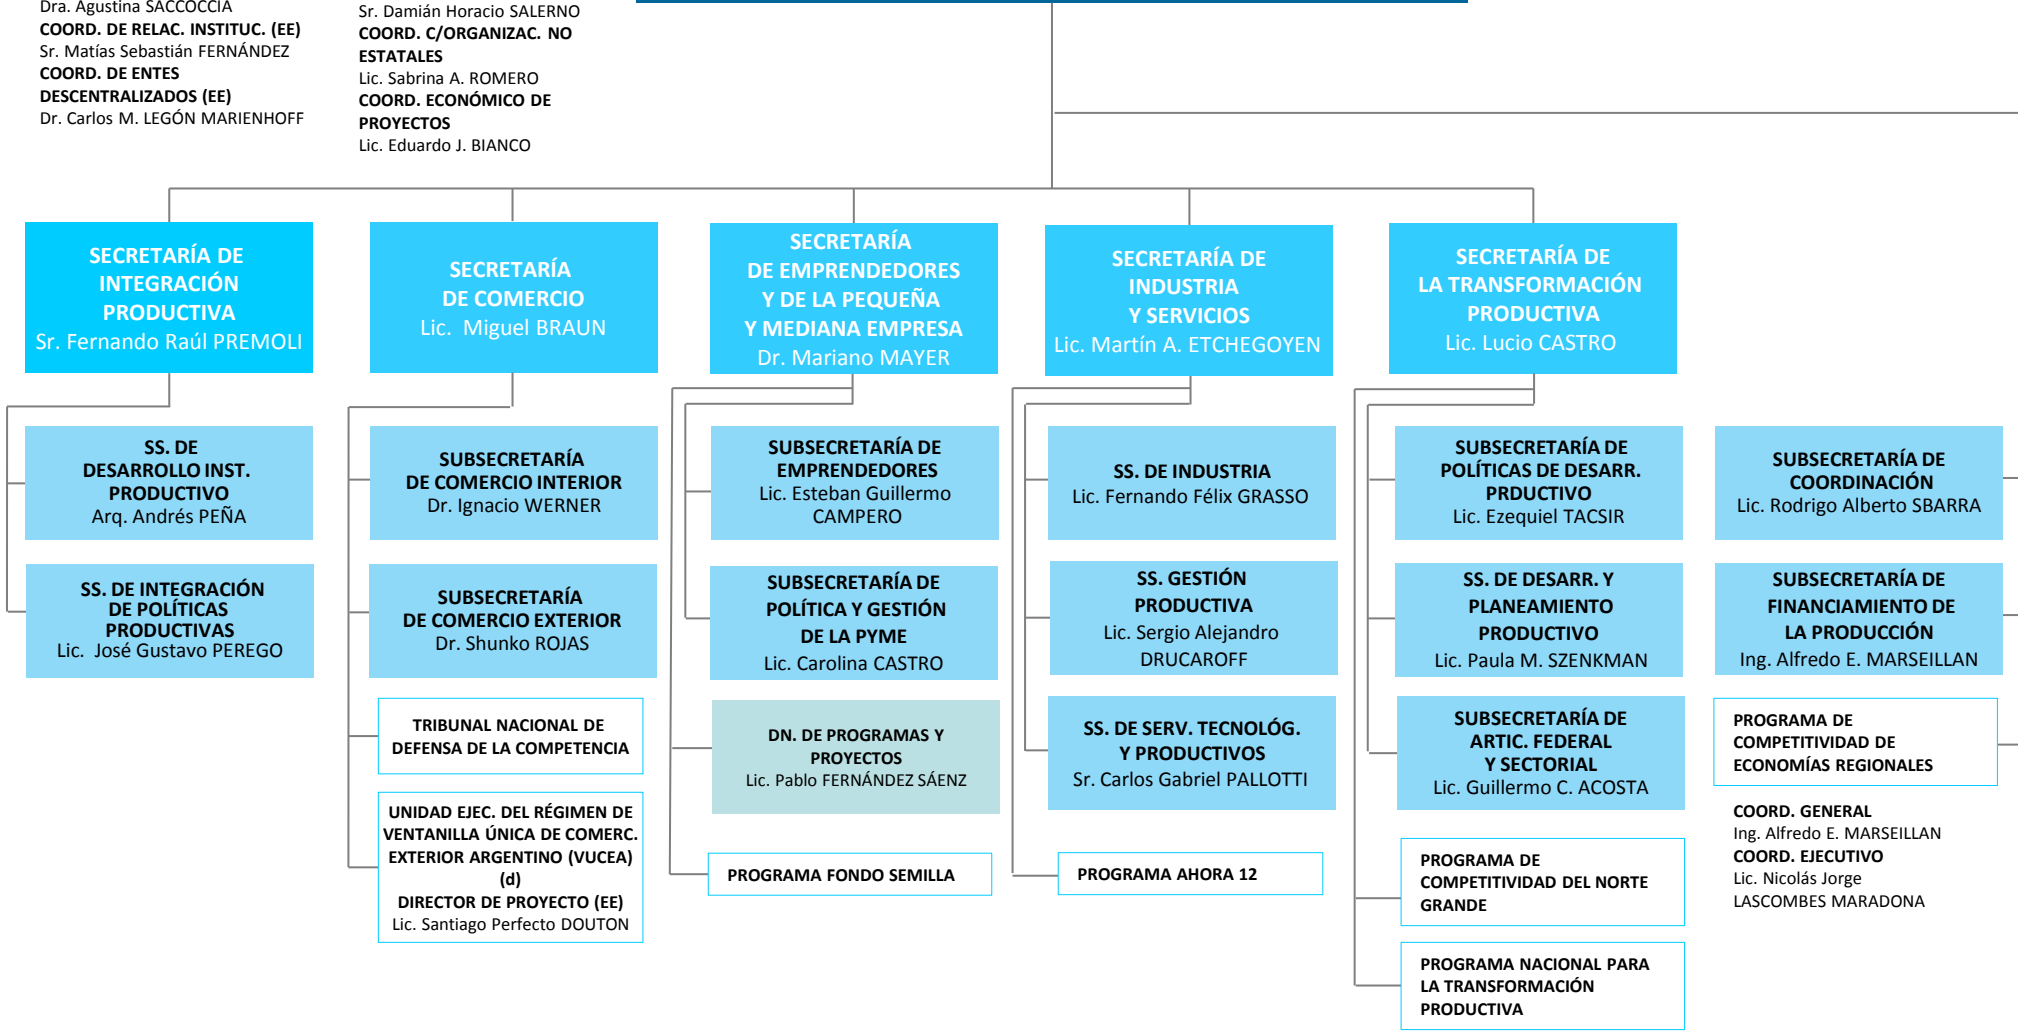 Dra. Agustina SACCOCCIA
COORD. DE RELAC. INSTITUC. (EE)
Sr. Matías Sebastián FERNÁNDEZ
COORD. DE ENTES
DESCENTRALIZADOS (EE)
Dr. Carlos M. LEGÓN MARIENHOFF
Sr. Damián Horacio SALERNO
COORD. C/ORGANIZAC. NO
ESTATALES
Lic. Sabrina A. ROMERO
COORD. ECONÓMICO DE
PROYECTOS
Lic. Eduardo J. BIANCO
SECRETARÍA DE
INTEGRACIÓN
PRODUCTIVA
Sr. Fernando Raúl PREMOLI
SECRETARÍA
DE COMERCIO
Lic. Miguel BRAUN
SECRETARÍA
DE EMPRENDEDORES
Y DE LA PEQUEÑA
Y MEDIANA EMPRESA
Dr. Mariano MAYER
SECRETARÍA DE
INDUSTRIA
Y SERVICIOS
Lic. Martín A. ETCHEGOYEN
SECRETARÍA DE
LA TRANSFORMACIÓN
PRODUCTIVA
Lic. Lucio CASTRO
SS. DE
DESARROLLO INST.
PRODUCTIVO
Arq. Andrés PEÑA
SUBSECRETARÍA
DE COMERCIO INTERIOR
Dr. Ignacio WERNER
SUBSECRETARÍA DE
EMPRENDEDORES
Lic. Esteban Guillermo
CAMPERO
SS. DE INDUSTRIA
Lic. Fernando Félix GRASSO
SUBSECRETARÍA DE
POLÍTICAS DE DESARR.
PRDUCTIVO
Lic. Ezequiel TACSIR
SUBSECRETARÍA DE
COORDINACIÓN
Lic. Rodrigo Alberto SBARRA
SS. DE INTEGRACIÓN
DE POLÍTICAS
PRODUCTIVAS
Lic. José Gustavo PEREGO
SUBSECRETARÍA
DE COMERCIO EXTERIOR
Dr. Shunko ROJAS
SUBSECRETARÍA DE
POLÍTICA Y GESTIÓN
DE LA PYME
Lic. Carolina CASTRO
SS. GESTIÓN
PRODUCTIVA
Lic. Sergio Alejandro
DRUCAROFF
SS. DE DESARR. Y
PLANEAMIENTO
PRODUCTIVO
Lic. Paula M. SZENKMAN
SUBSECRETARÍA DE
FINANCIAMIENTO DE
LA PRODUCCIÓN
Ing. Alfredo E. MARSEILLAN
TRIBUNAL NACIONAL DE
DEFENSA DE LA COMPETENCIA
DN. DE PROGRAMAS Y
PROYECTOS
Lic. Pablo FERNÁNDEZ SÁENZ
SS. DE SERV. TECNOLÓG.
Y PRODUCTIVOS
Sr. Carlos Gabriel PALLOTTI
SUBSECRETARÍA DE
ARTIC. FEDERAL
Y SECTORIAL
Lic. Guillermo C. ACOSTA
PROGRAMA DE
COMPETITIVIDAD DE
ECONOMÍAS REGIONALES
UNIDAD EJEC. DEL RÉGIMEN DE
VENTANILLA ÚNICA DE COMERC.
EXTERIOR ARGENTINO (VUCEA)
(d)
DIRECTOR DE PROYECTO (EE)
Lic. Santiago Perfecto DOUTON
PROGRAMA FONDO SEMILLA
PROGRAMA AHORA 12
PROGRAMA DE
COMPETITIVIDAD DEL NORTE
GRANDE
COORD. GENERAL
Ing. Alfredo E. MARSEILLAN
COORD. EJECUTIVO
Lic. Nicolás Jorge
LASCOMBES MARADONA
PROGRAMA NACIONAL PARA
LA TRANSFORMACIÓN
PRODUCTIVA